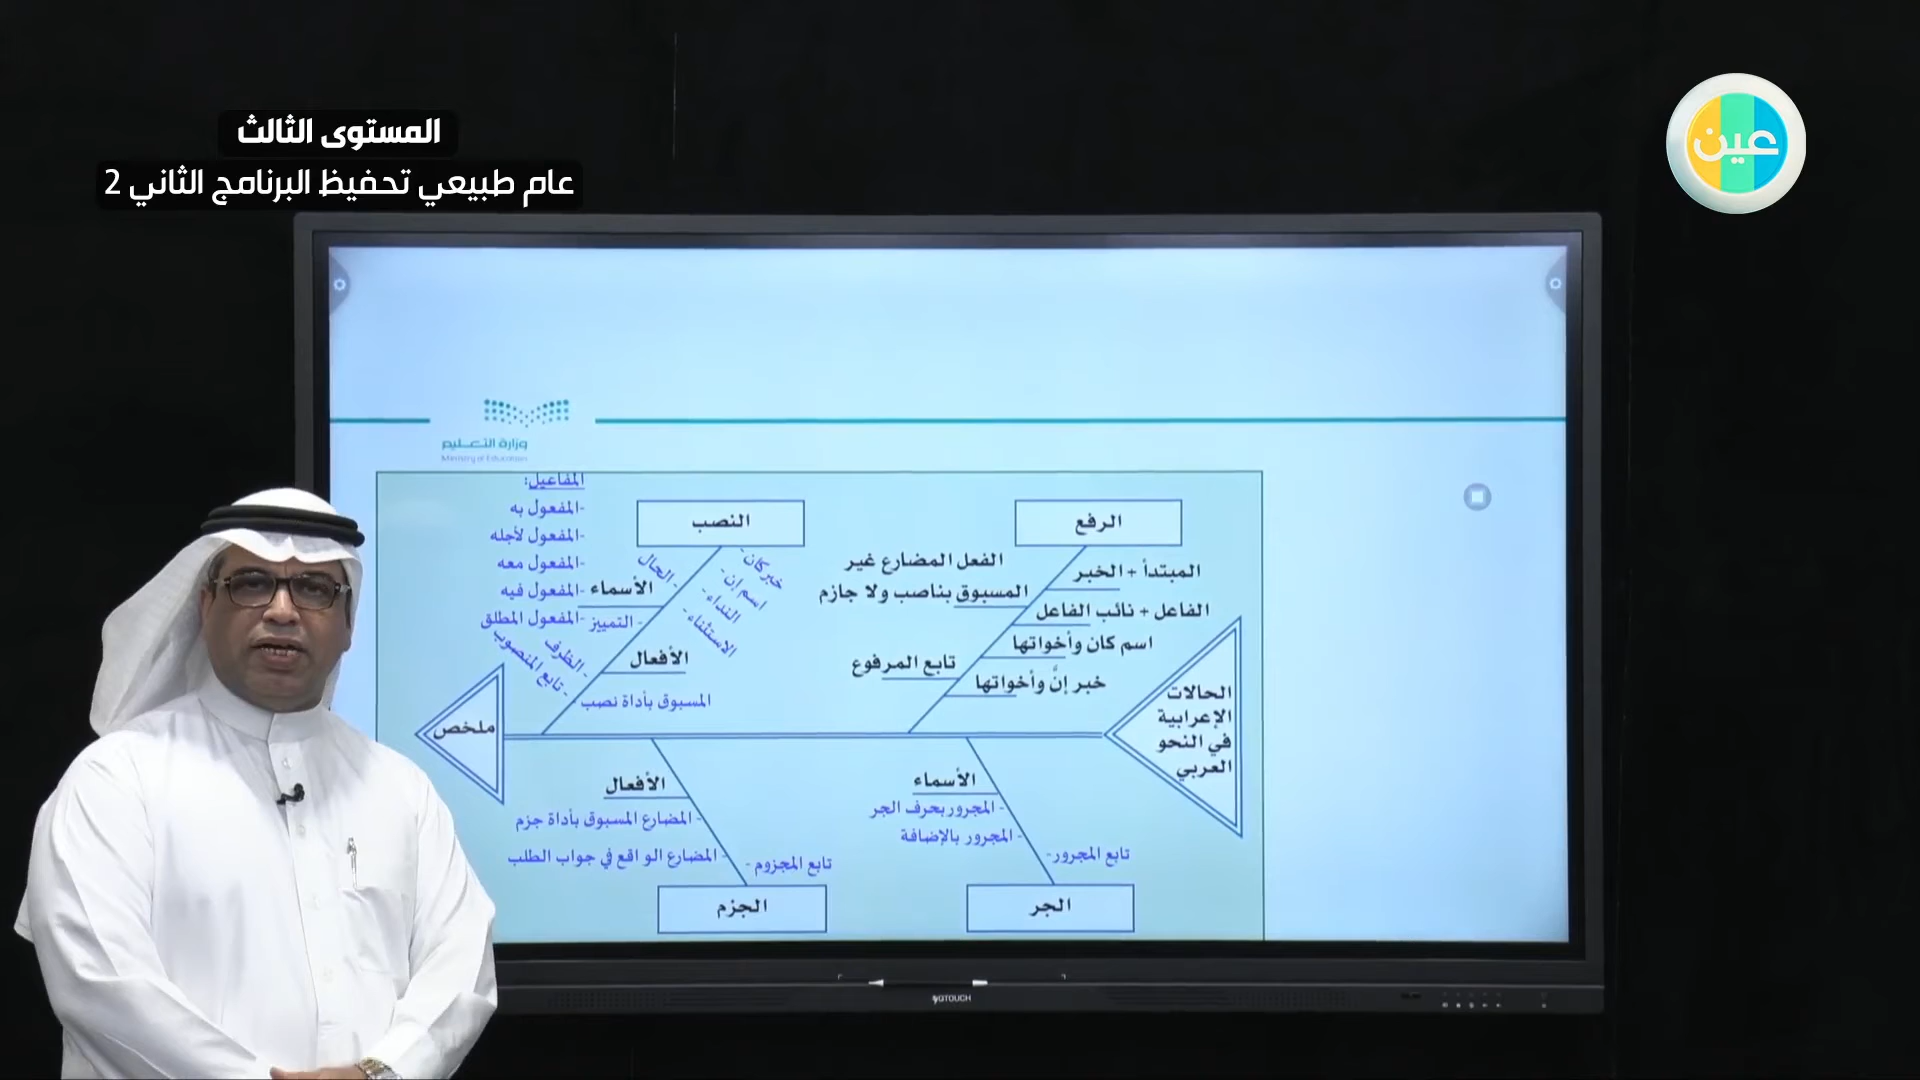 المستوى الثالث
عام طبيعي تحفيظ البرنامج الثاني 2
عين
وزارة التعليم
Ministry of Education
الحالات
الإعرابية
في النحو
العربي
الرفع
المبتدأ + الخبر
الفاعل + نائب الفاعل
اسم كان وأخواتها
خبر إنَّ وأخواتها
الفعل المضارع غير
المسبوق بناصب ولا جازم
تابع المرفوع
النصب
- خبر كان
- اسم إن
- النداء
- الاستثناء
- الحال
الأسماء
- التمييز
- الظرف
- تابع المنصوب
المفاعيل:
-المفعول به
-المفعول لأجله
-المفعول معه
-المفعول فيه
-المفعول المطلق
الأفعال
المسبوق بأداة نصب
ملخص
الأسماء
- المجرور بحرف الجر
- المجرور بالإضافة
تابع المجرور-
الجر
الأفعال
- المضارع المسبوق بأداة جزم
- المضارع الواقع في جواب الطلب
تابع المجزوم -
الجزم
QTOUCH